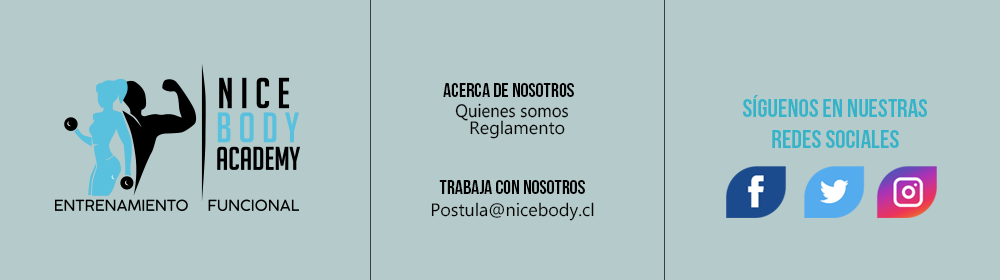 NICE
BODY
ACADEMY
ENTRENAMIENTO FUNCIONAL
ACERCA DE NOSOTROS
Quienes somos
Reglamento
TRABAJA CON NOSOTROS
Postula@nicebody.cl
SÍGUENOS EN NUESTRAS
REDES SOCIALES